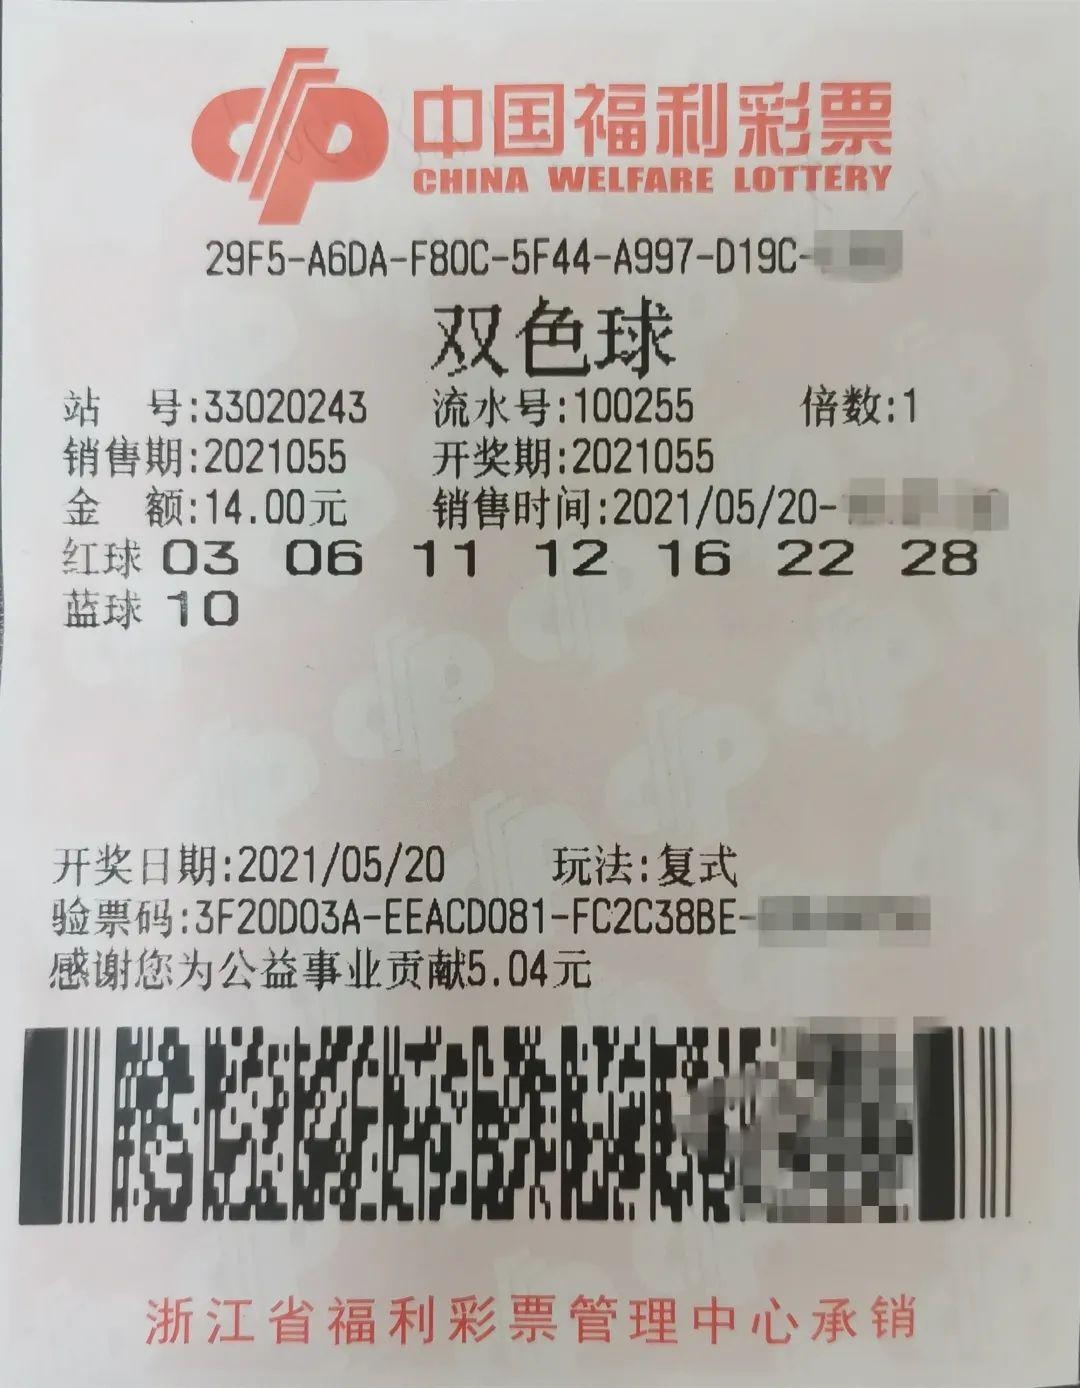 中国福利彩票
CHINA WELFARE LOTTERY
29F5-A6DA-F80C-5F44-A997-D19C-
双色球
站 号:33020243 流水号:100255 倍数:1
销售期:2021055 开奖期:2021055
金 额:14.00元 销售时间:2021/05/20-
红球 03 06 11 12 16 22 28
蓝球 10
开奖日期:2021/05/20 玩法:复式
验票码:3F20D03A-EEACD081-FC2C38BE-
感谢您为公益事业贡献5.04元
浙江省福利彩票管理中心承销